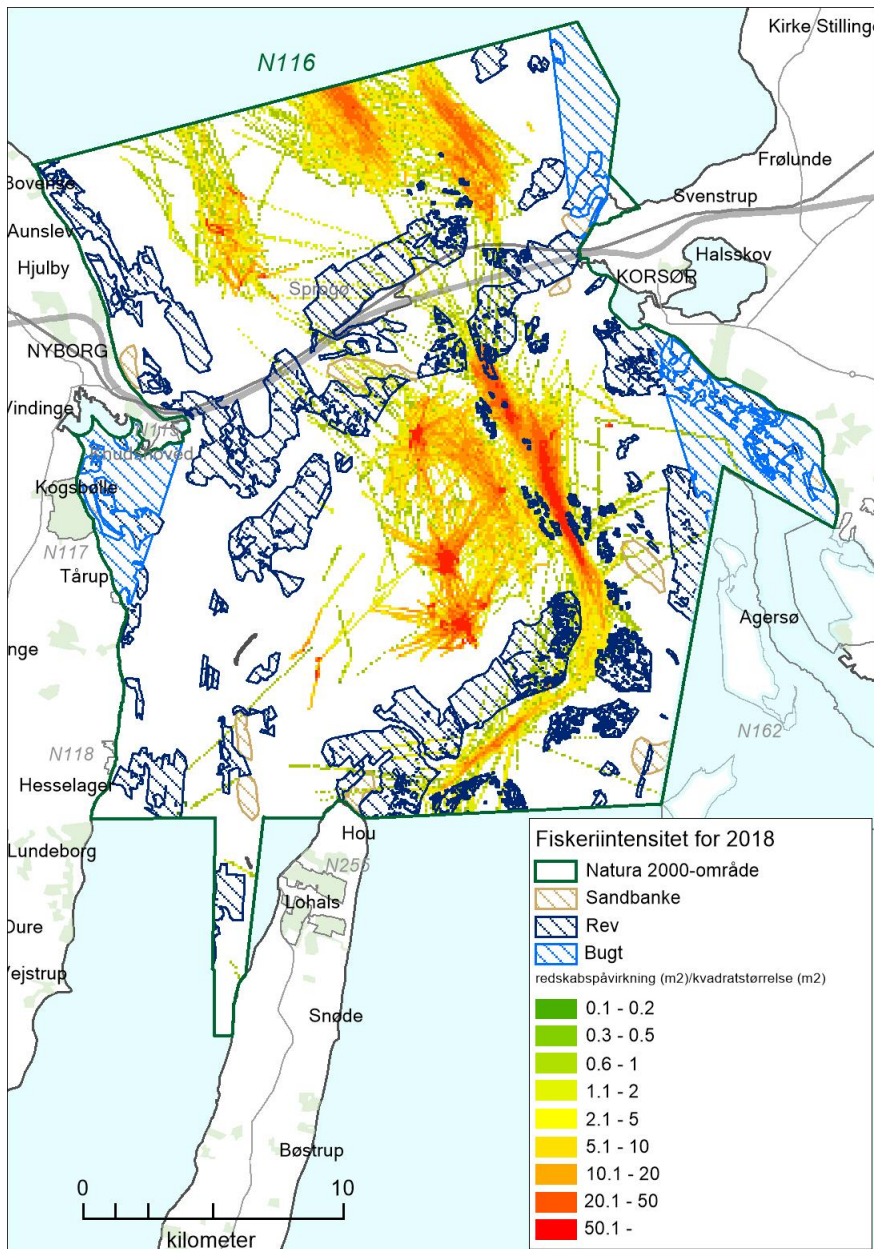 Kirke Stillinge
N116
Frølunde
Bovense
Svenstrup
Aunslev
Halsskov
Hjulby
KORSØR
Sprogø
NYBORG
Vindinge
N115
Knudshoved
Kogsbølle
N117
Tårup
Agersø
nge
N162
N118
Hesselager
Hou
Lundeborg
N255
Lohals
Oure
Vejstrup
Snøde
Bøstrup
0 10
kilometer
Fiskeriintensitet for 2018
Natura 2000-område
Sandbanke
Rev
Bugt
redskabspåvirkning (m2)/kvadratstørrelse (m2)
0.1 - 0.2
0.3 - 0.5
0.6 - 1
1.1 - 2
2.1 - 5
5.1 - 10
10.1 - 20
20.1 - 50
50.1 -